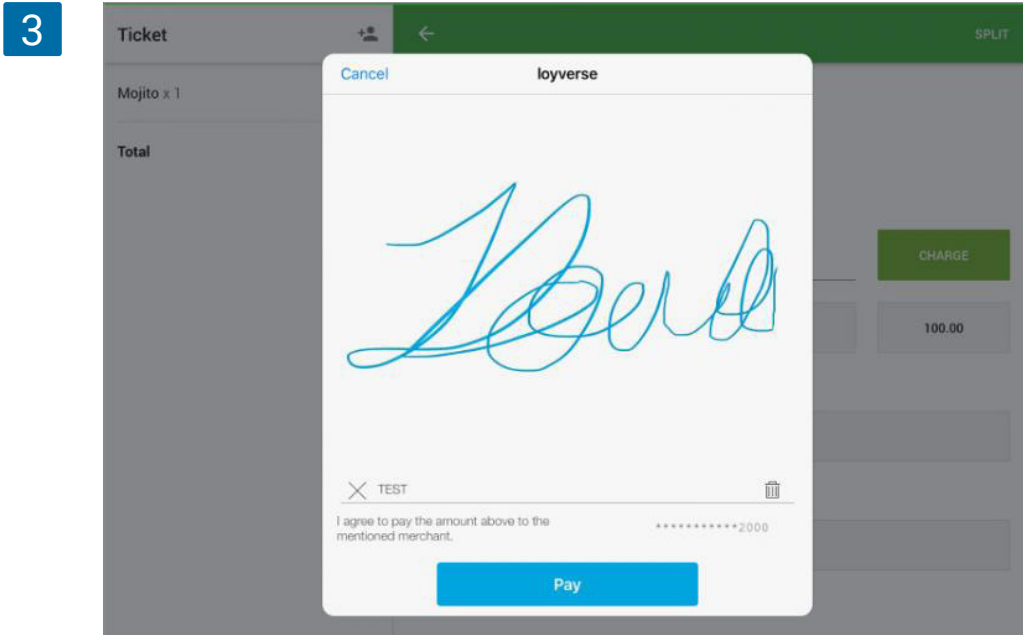 3
Ticket
SPLIT
Cancel
loyverse
Mojito x 1
Total
CHARGE
100.00
TEST
I agree to pay the amount above to the
mentioned merchant.
***********2000
Pay